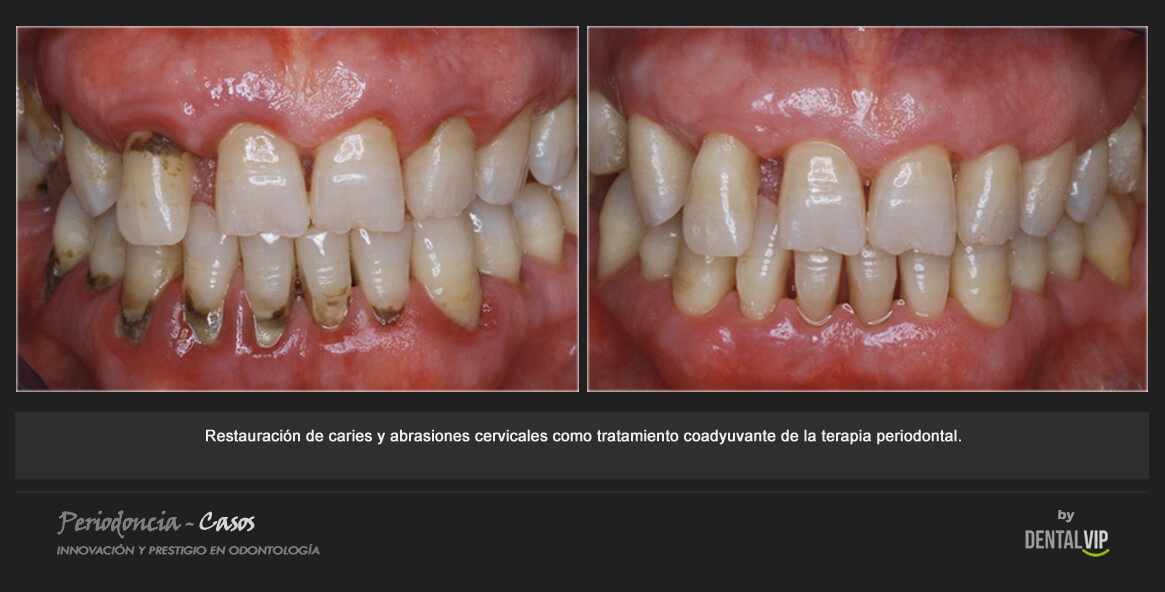 Restauración de caries y abrasiones cervicales como tratamiento coadyuvante de la terapia periodontal.
Periodoncia - Casos
INNOVACIÓN Y PRESTIGIO EN ODONTOLOGÍA
by
DENTALVIP